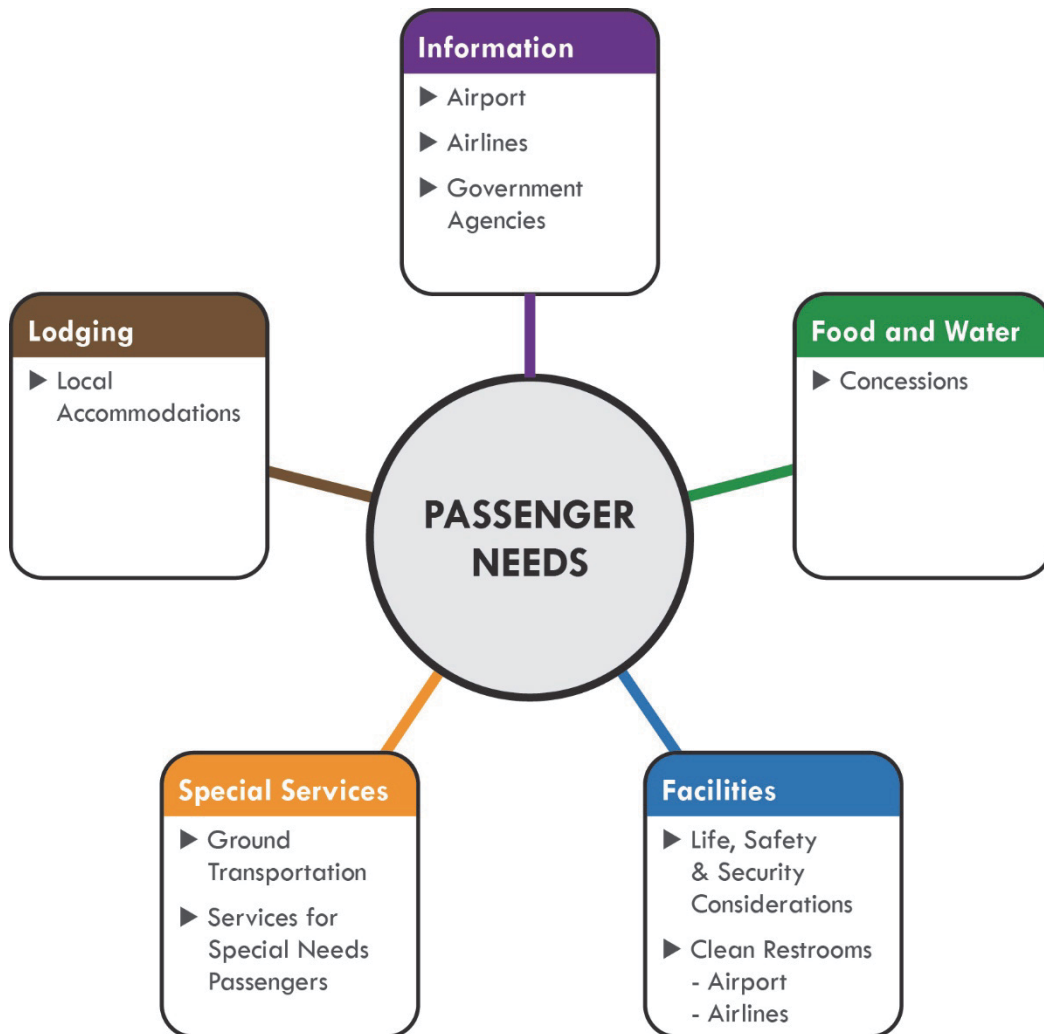 Information
▶ Airport
▶ Airlines
▶ Government
Agencies
Lodging
▶ Local
Accommodations
Food and Water
▶ Concessions
PASSENGER
NEEDS
Special Services
▶ Ground
Transportation
▶ Services for
Special Needs
Passengers
Facilities
▶ Life, Safety
& Security
Considerations
▶ Clean Restrooms
- Airport
- Airlines